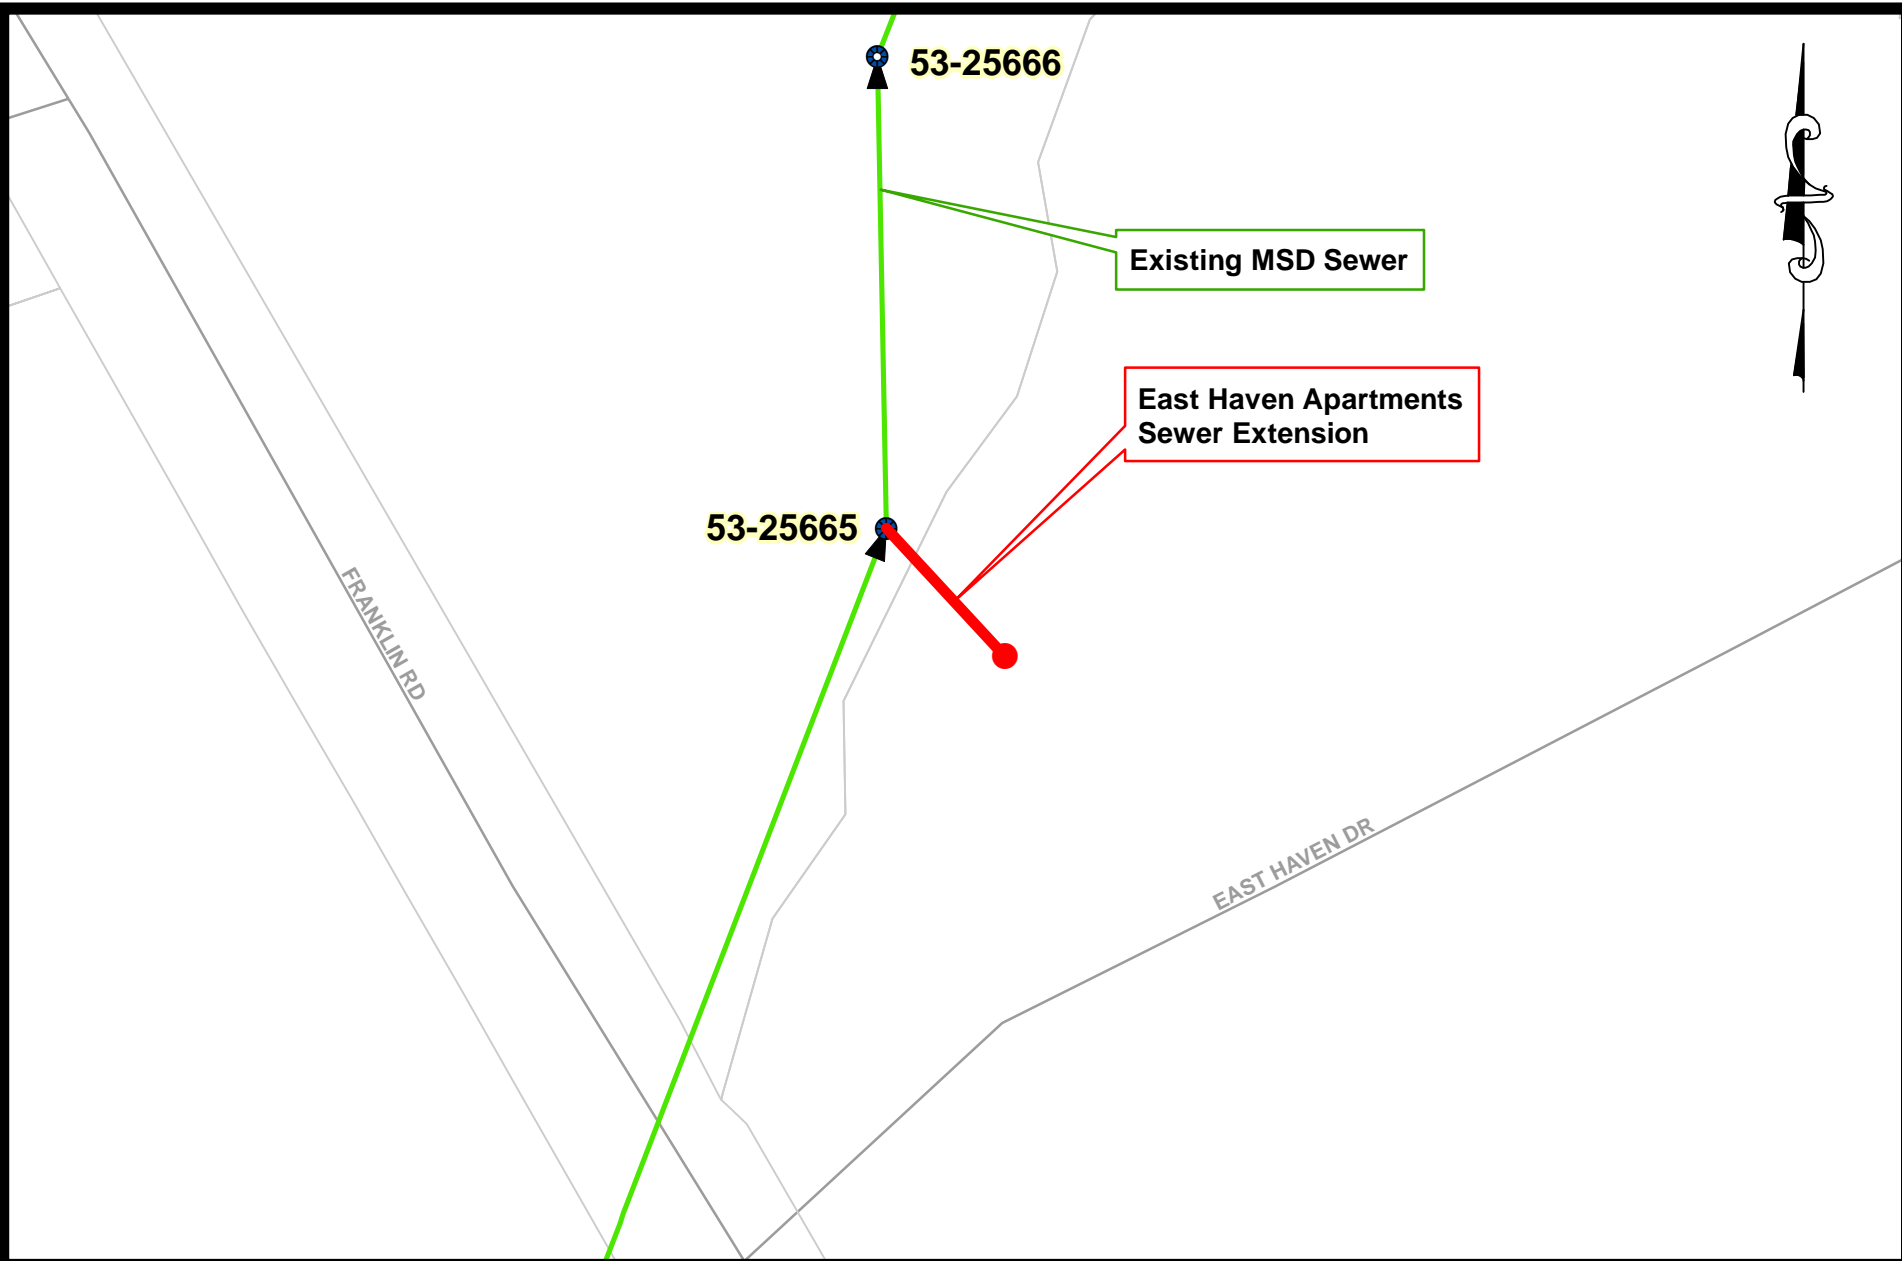 53-25666
Existing MSD Sewer
East Haven Apartments
Sewer Extension
53-25665
FRANKLIN RD
EAST HAVEN DR